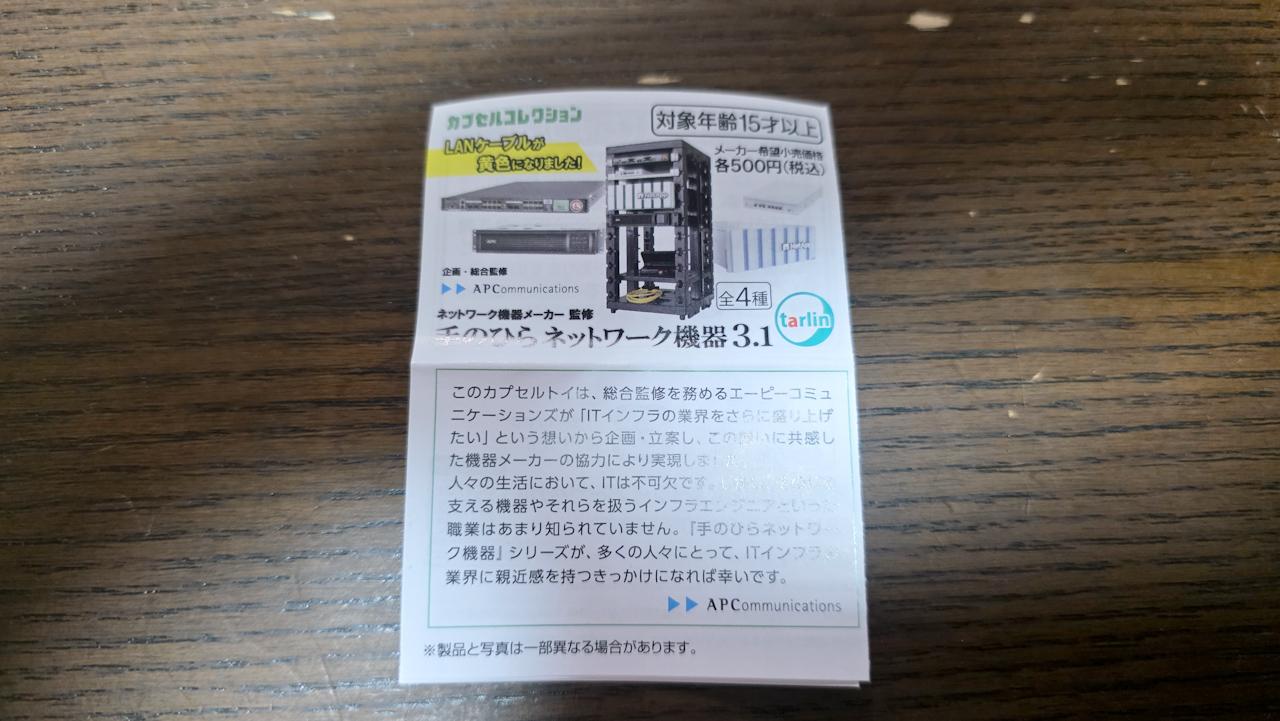 カプセルコレクション
対象年齢15才以上
LANケーブルが
黄色になりました!
メーカー希望小売価格
各500円(税込)
企画・総合監修
APCommunications
全4種
ネットワーク機器メーカー 監修
手のひら ネットワーク機器 3.1
tarlin
このカプセルトイは、総合監修を務めるエーピーコミュ
ニケーションズが「ITインフラの業界をさらに盛り上げ
たい」という想いから企画・立案し、この想いに共感し
た機器メーカーの協力により実現しま
人々の生活において、ITは不可欠です。
支える機器やそれらを扱うインフラエンジニアといった
職業はあまり知られていません。『手のひらネットワー
ク機器』シリーズが、多くの人々にとって、ITインフラ
業界に親近感を持つきっかけになれば幸いです。
APCommunications
※製品と写真は一部異なる場合があります。